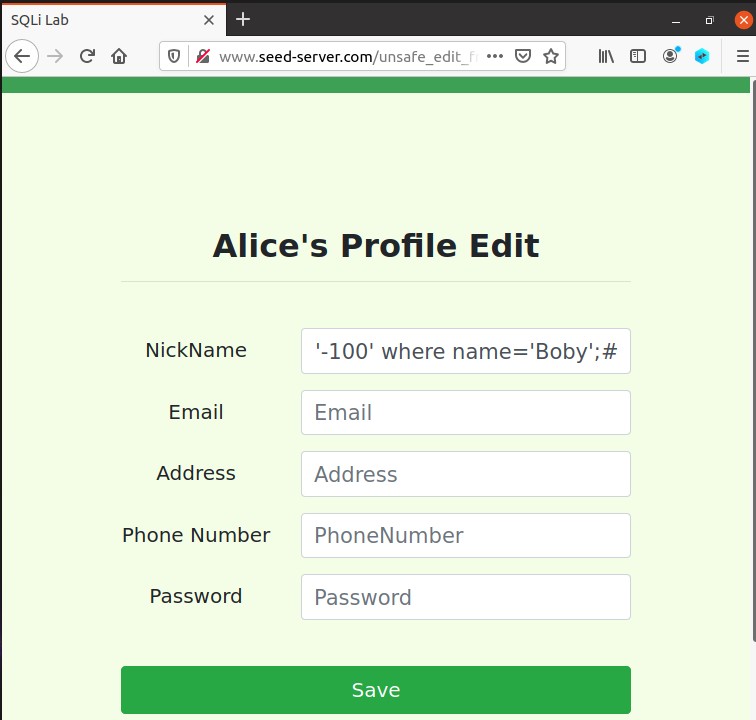 SQLi Lab
www.seed-server.com/unsafe_edit_f
Alice's Profile Edit
NickName '-100' where name='Boby';#
Email Email
Address Address
Phone Number PhoneNumber
Password Password
Save